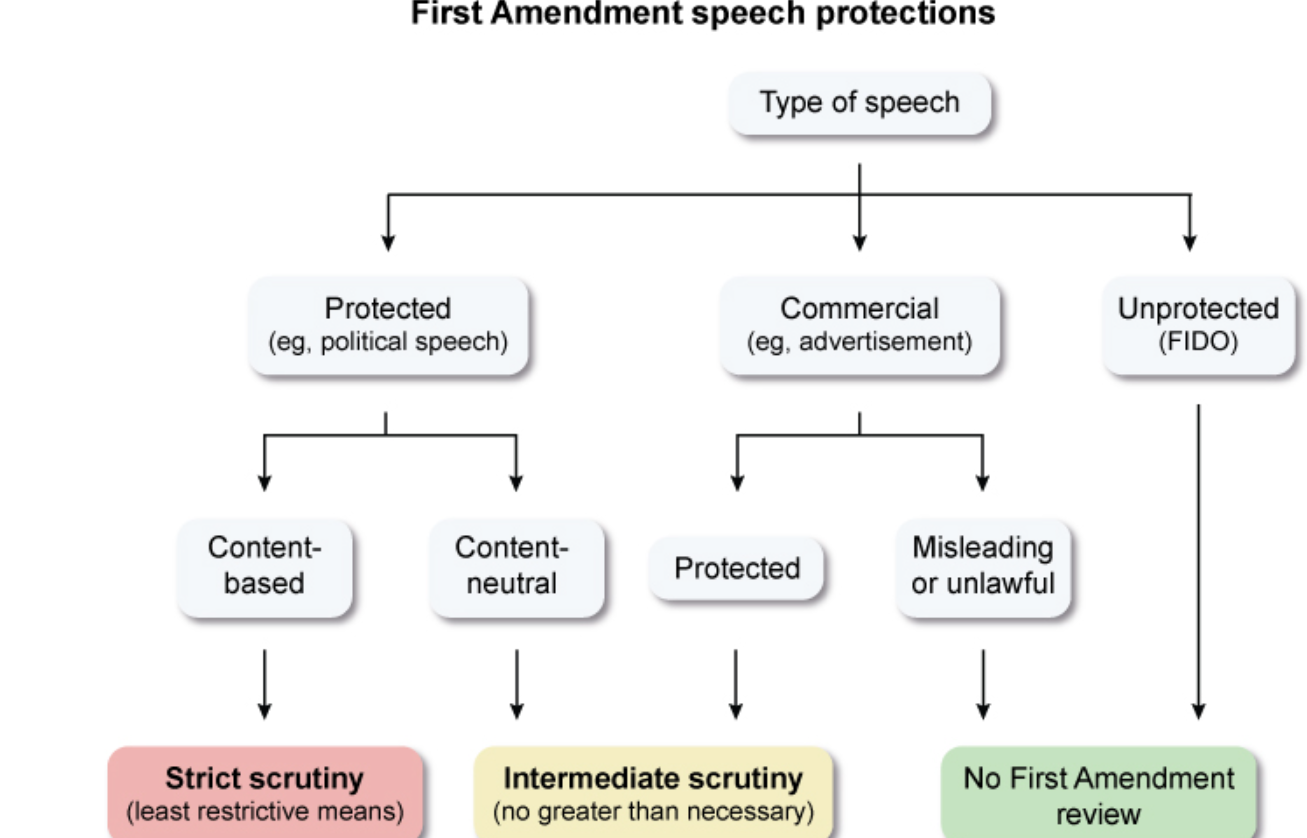 First Amendment speech protections
Type of speech
Protected
(eg, political speech)
Commercial
(eg, advertisement)
Unprotected
(FIDO)
Content-
based
Content-
neutral
Protected
Misleading
or unlawful
Strict scrutiny
(least restrictive means)
Intermediate scrutiny
(no greater than necessary)
No First Amendment
review